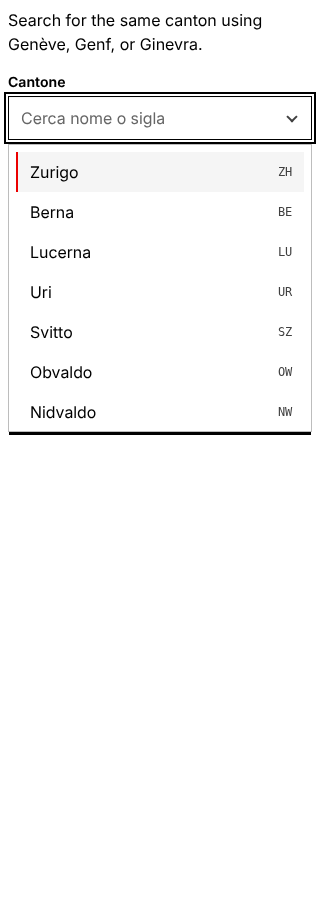 Search for the same canton using
Genève, Genf, or Ginevra.
Cantone
Cerca nome o sigla
Zurigo ZH
Berna BE
Lucerna LU
Uri UR
Svitto SZ
Obvaldo OW
Nidvaldo NW